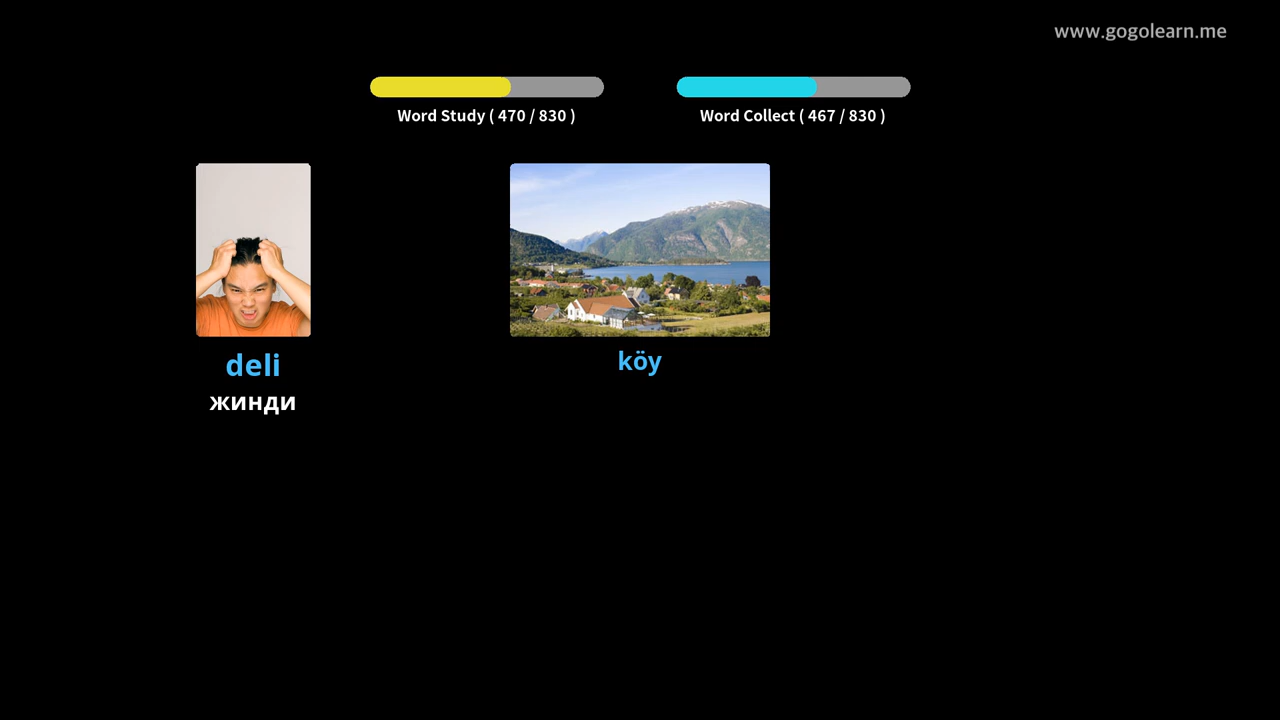 www.gogolearn.me
Word Study ( 470 / 830 )
Word Collect ( 467 / 830 )
deli
жинди
köy